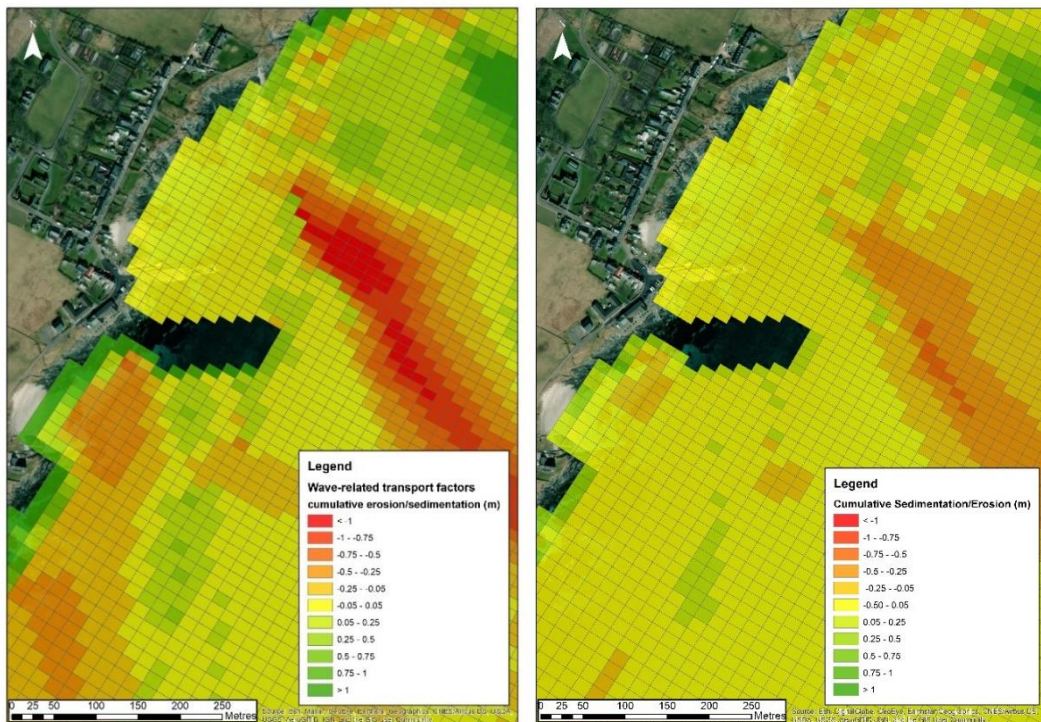 N
Legend
Wave-related transport factors
cumulative erosion/sedimentation (m)
< -1
-1 - -0.75
-0.75 - -0.5
-0.5 - -0.25
-0.25 - -0.05
-0.05 - 0.05
0.05 - 0.25
0.25 - 0.5
0.5 - 0.75
0.75 - 1
> 1
0 25 50 100 150 200 250
Metres
N
Legend
Cumulative Sedimentation/Erosion (m)
< -1
-1 - -0.75
-0.75 - -0.5
-0.5 - -0.25
-0.25 - -0.05
-0.50 - 0.05
0.05 - 0.25
0.25 - 0.5
0.5 - 0.75
0.75 - 1
> 1
0 25 50 100 150 200 250
Metres